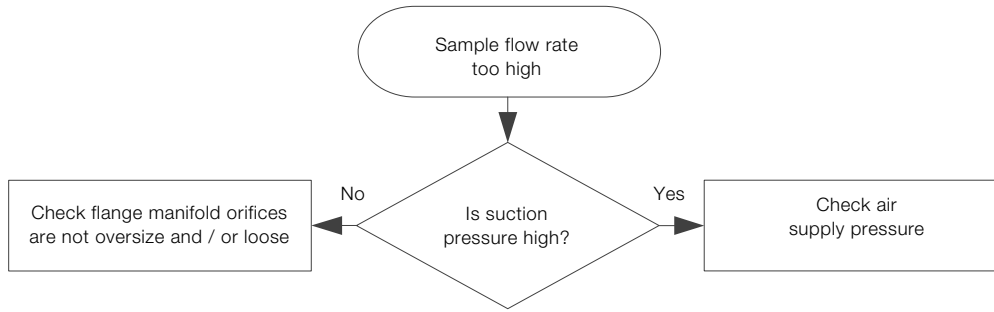 Sample flow rate
too high
No
Yes
Check flange manifold orifices
are not oversize and / or loose
Is suction
pressure high?
Check air
supply pressure